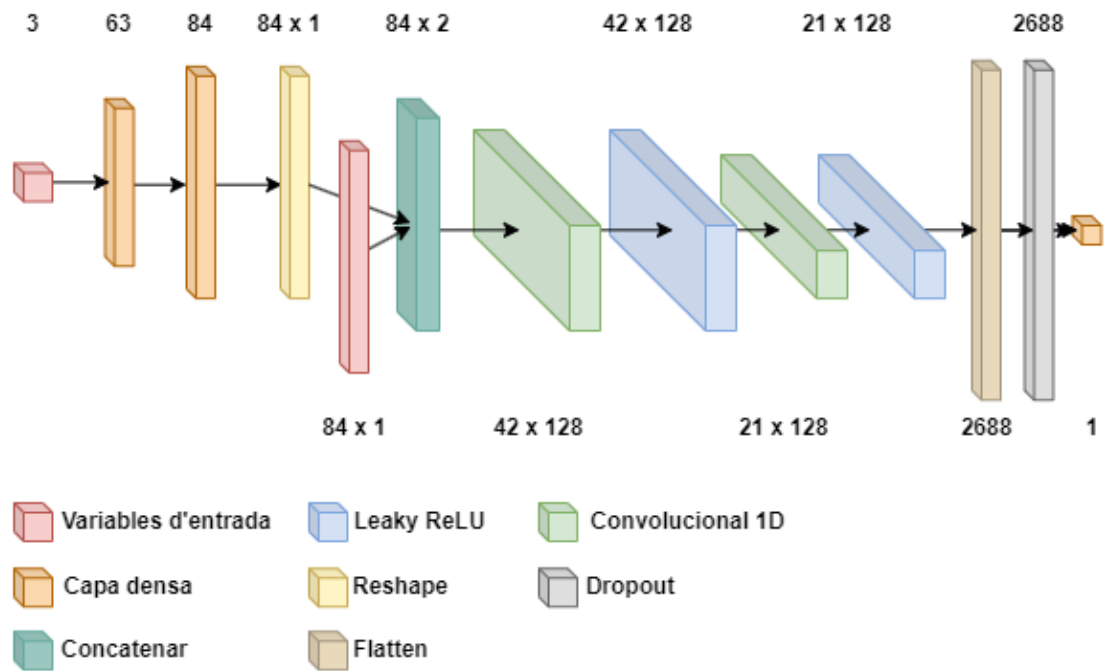 3 63 84 84 x 1 84 x 2 42 x 128 21 x 128 2688
84 x 1 42 x 128 21 x 128 2688 1
Variables d'entrada Leaky ReLU Convolucional 1D
Capa densa Reshape Dropout
Concatenar Flatten